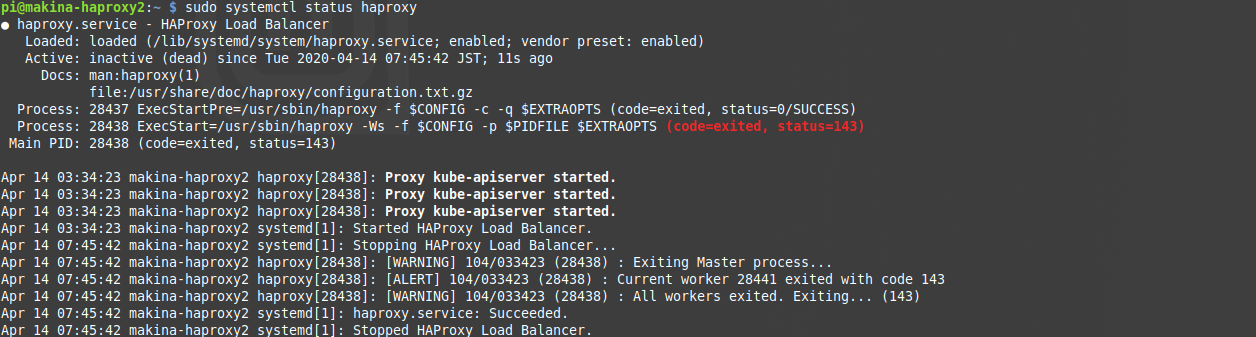 pi@makina-haproxy2:~ $ sudo systemctl status haproxy
● haproxy.service - HAProxy Load Balancer
   Loaded: loaded (/lib/systemd/system/haproxy.service; enabled; vendor preset: enabled)
   Active: inactive (dead) since Tue 2020-04-14 07:45:42 JST; 11s ago
     Docs: man:haproxy(1)
           file:/usr/share/doc/haproxy/configuration.txt.gz
  Process: 28437 ExecStartPre=/usr/sbin/haproxy -f $CONFIG -c -q $EXTRAOPTS (code=exited, status=0/SUCCESS)
  Process: 28438 ExecStart=/usr/sbin/haproxy -Ws -f $CONFIG -p $PIDFILE $EXTRAOPTS (code=exited, status=143)
 Main PID: 28438 (code=exited, status=143)
Apr 14 03:34:23 makina-haproxy2 haproxy[28438]: Proxy kube-apiserver started.
Apr 14 03:34:23 makina-haproxy2 haproxy[28438]: Proxy kube-apiserver started.
Apr 14 03:34:23 makina-haproxy2 haproxy[28438]: Proxy kube-apiserver started.
Apr 14 03:34:23 makina-haproxy2 systemd[1]: Started HAProxy Load Balancer.
Apr 14 07:45:42 makina-haproxy2 systemd[1]: Stopping HAProxy Load Balancer...
Apr 14 07:45:42 makina-haproxy2 haproxy[28438]: [WARNING] 104/033423 (28438) : Exiting Master process...
Apr 14 07:45:42 makina-haproxy2 haproxy[28438]: [ALERT] 104/033423 (28438) : Current worker 28441 exited with code 143
Apr 14 07:45:42 makina-haproxy2 haproxy[28438]: [WARNING] 104/033423 (28438) : All workers exited. Exiting... (143)
Apr 14 07:45:42 makina-haproxy2 systemd[1]: haproxy.service: Succeeded.
Apr 14 07:45:42 makina-haproxy2 systemd[1]: Stopped HAProxy Load Balancer.